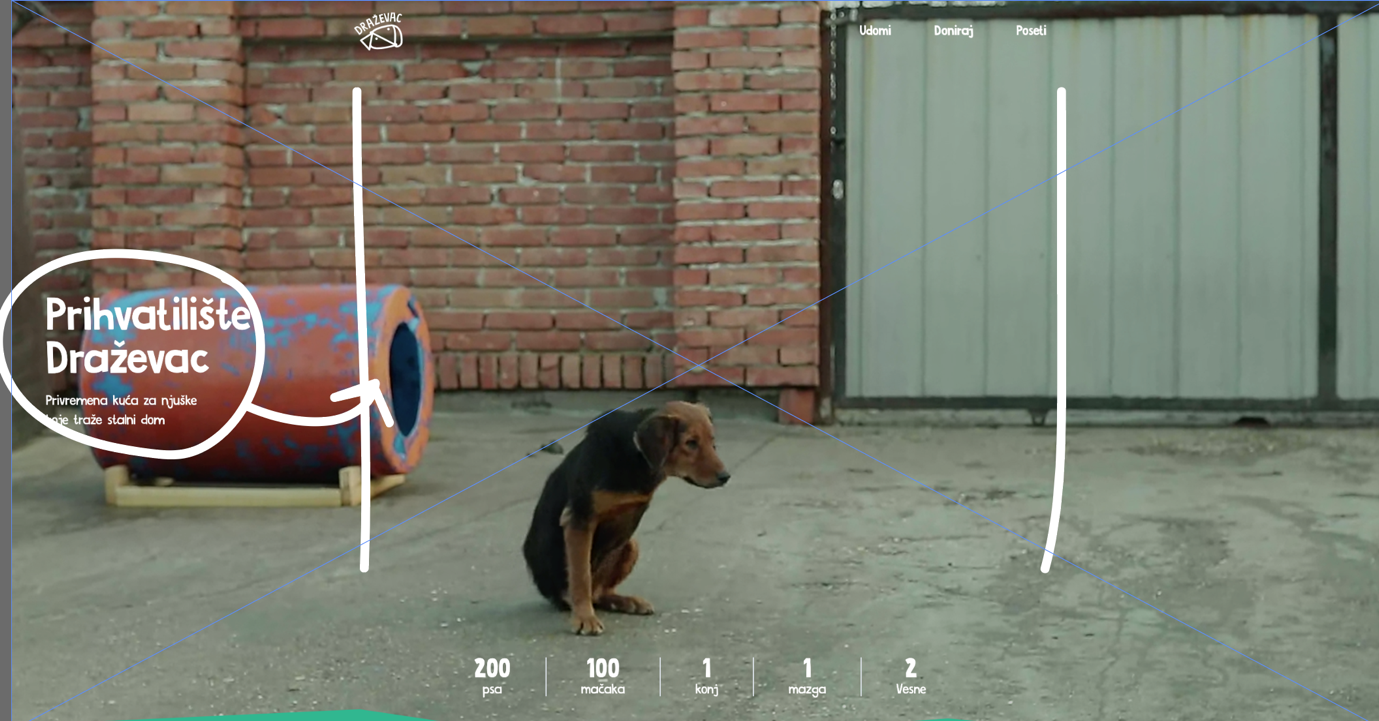 DRAŽEVAC
Udomi Doniraj Poseti
Prihvatilište
Draževac
Privremena kuća za njuške
koje traže stalni dom
200 100 1 1 2
psa mačaka konj mazga Vesne